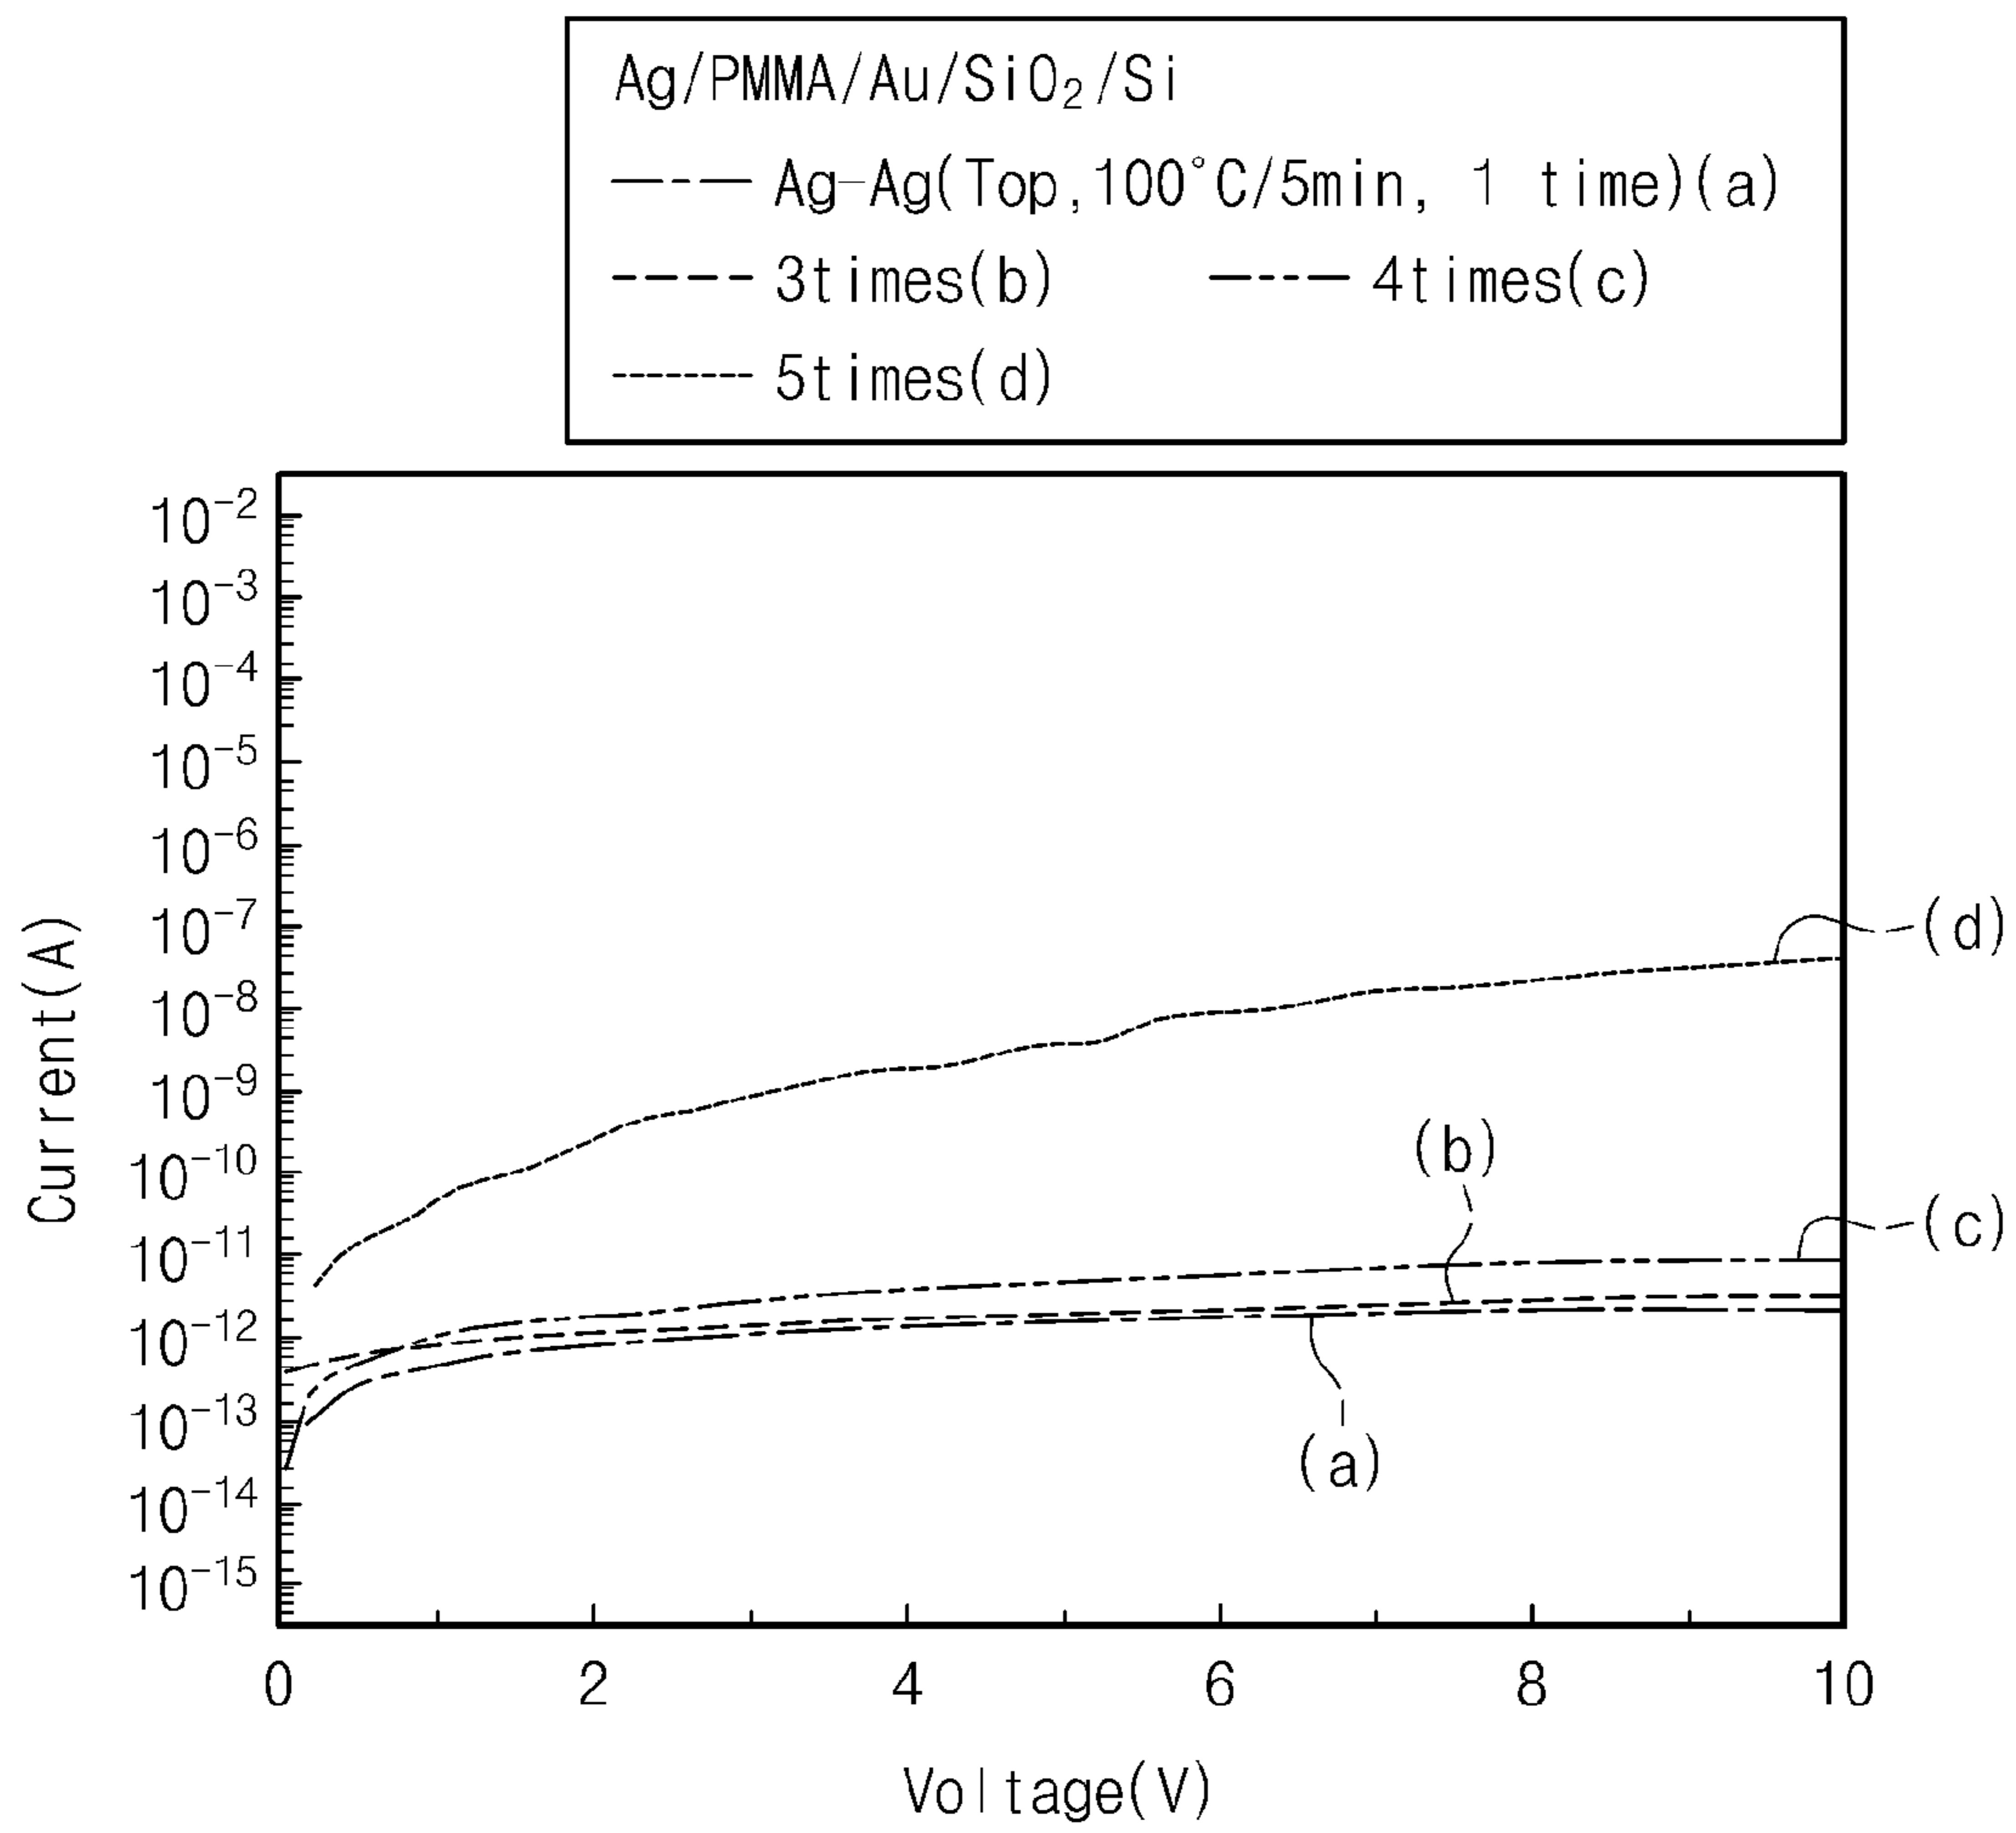 Ag/PMMA/Au/SiO₂/Si
Ag-Ag(Top,100°C/5min, 1 time)(a)
3times(b) 4times(c)
5times(d)
10⁻²
10⁻³
10⁻⁴
10⁻⁵
10⁻⁶
10⁻⁷
10⁻⁸
10⁻⁹
10⁻¹⁰
10⁻¹¹
10⁻¹²
10⁻¹³
10⁻¹⁴
10⁻¹⁵
Current(A)
(d)
(b)
(c)
(a)
0 2 4 6 8 10
Voltage(V)